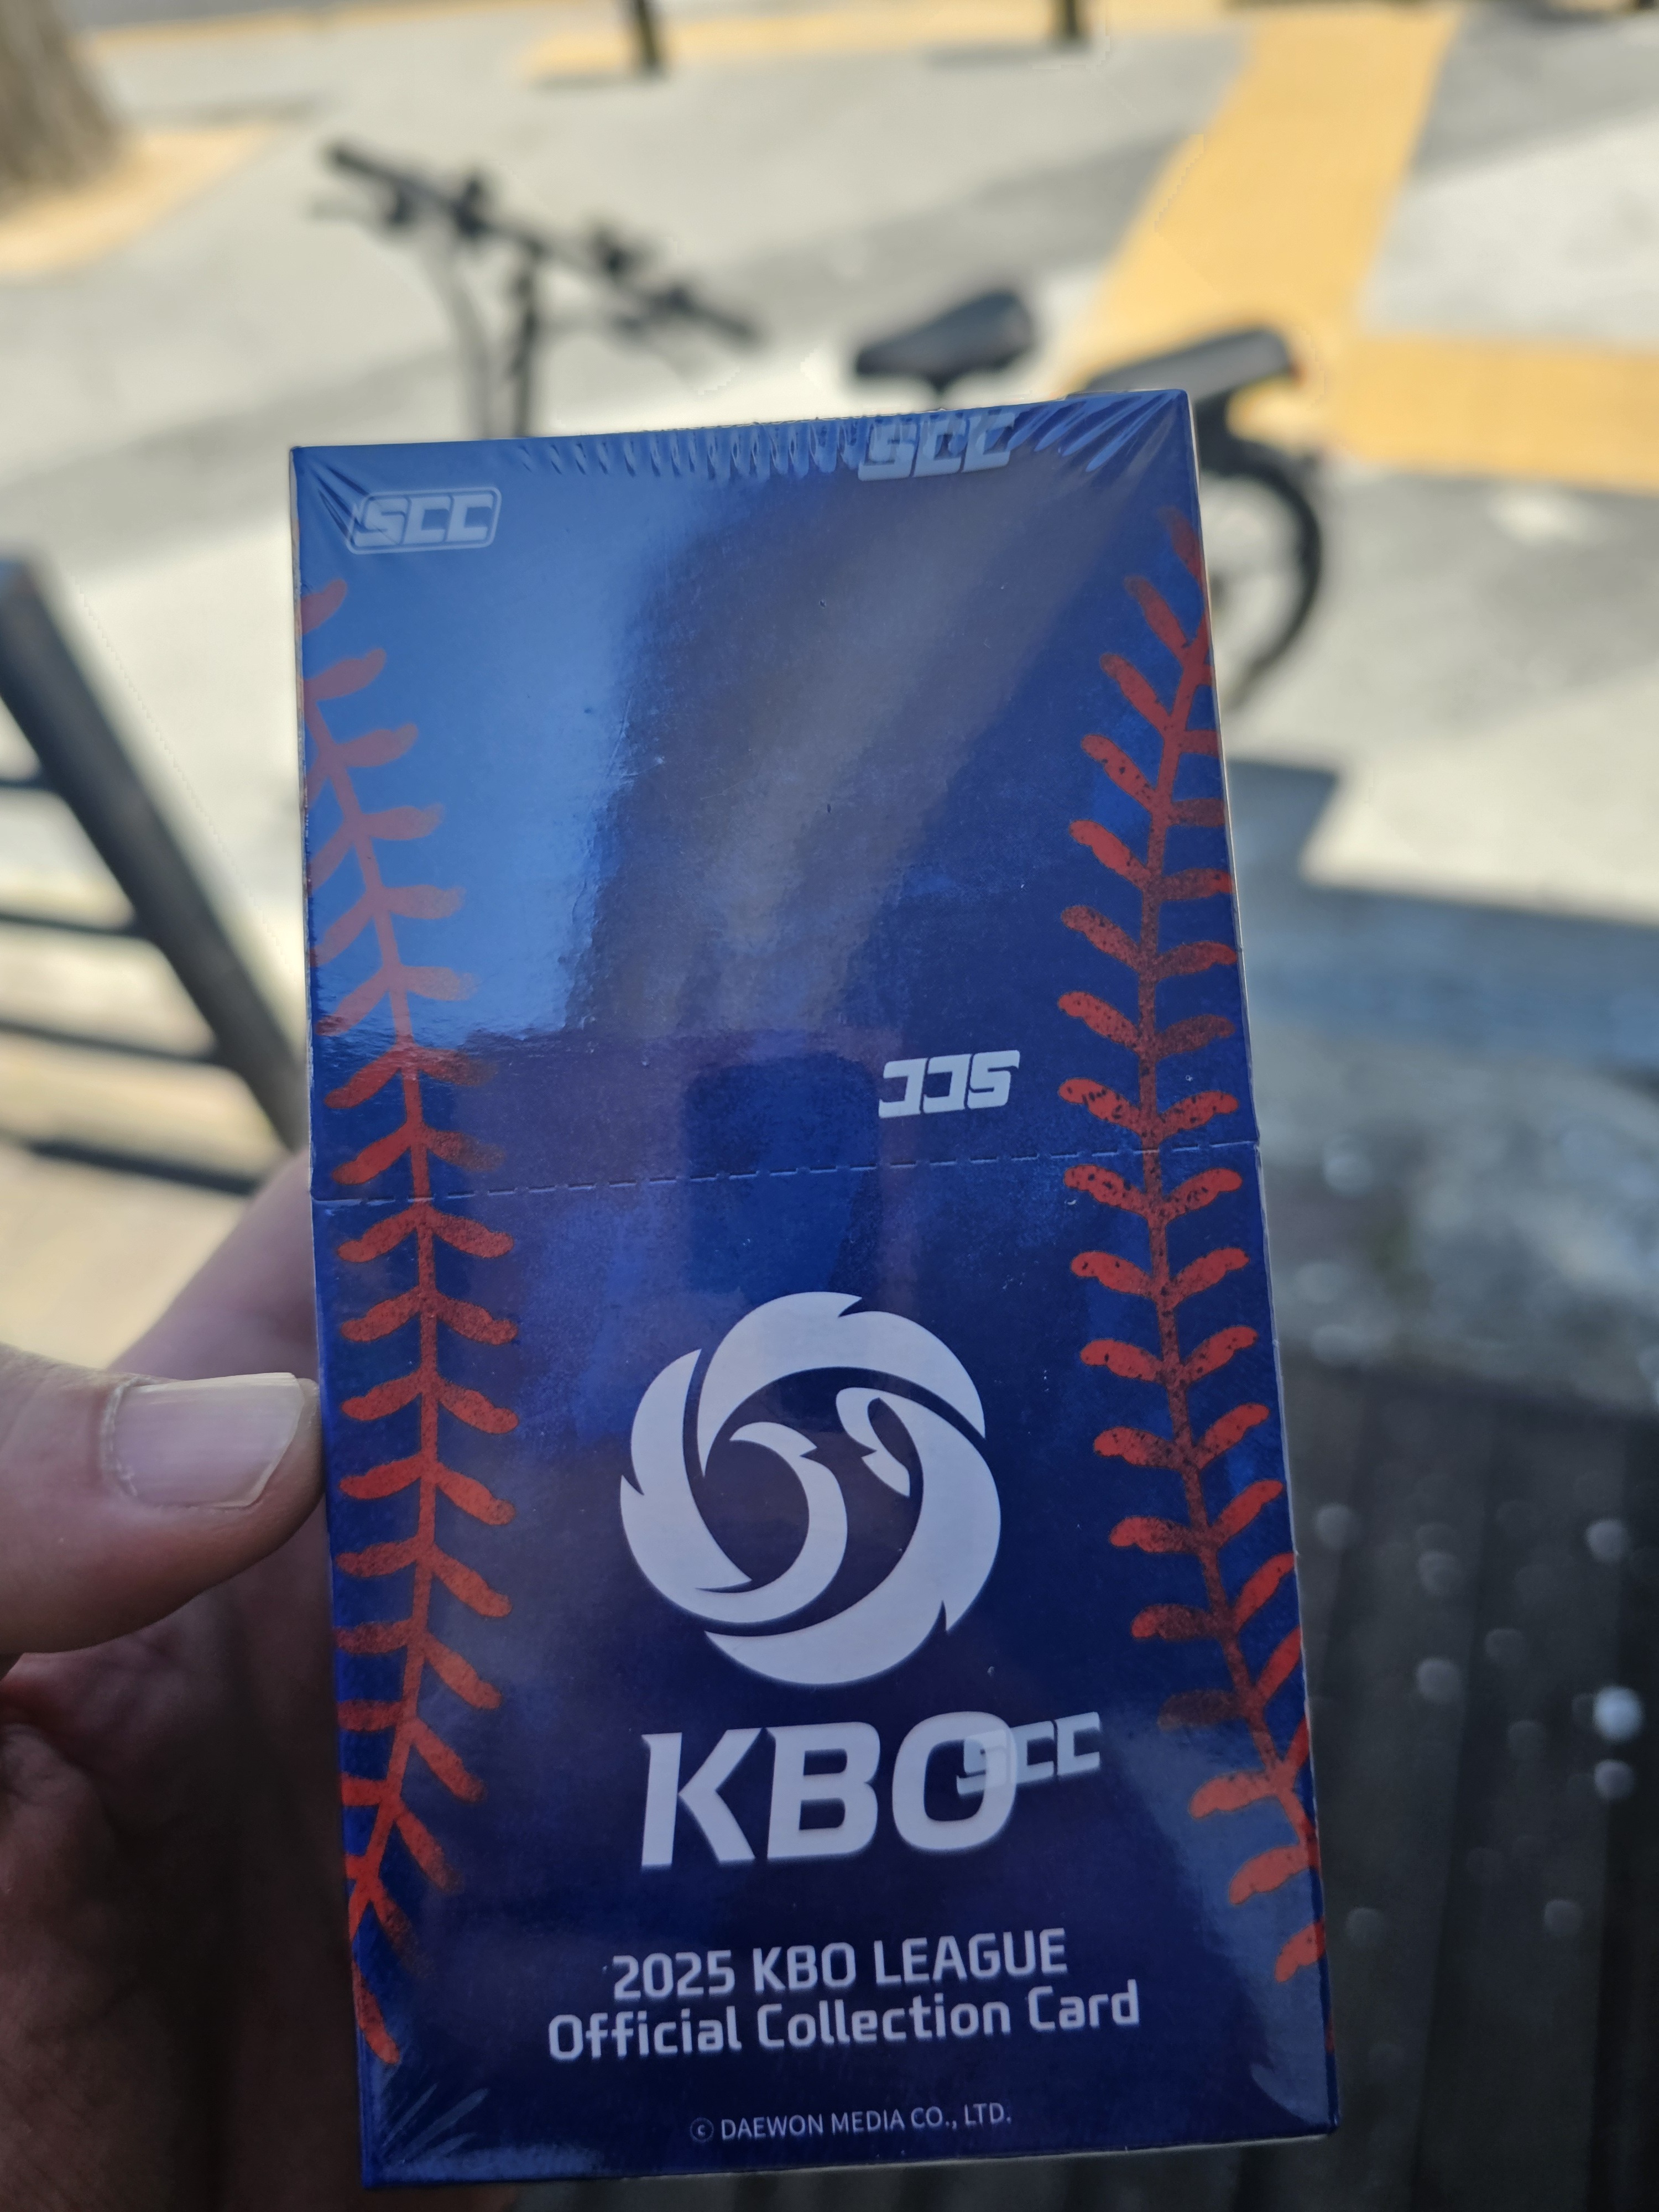 SCC
SCC
SCC
KBO
SCC
2025 KBO LEAGUE
Official Collection Card
© DAEWON MEDIA CO., LTD.